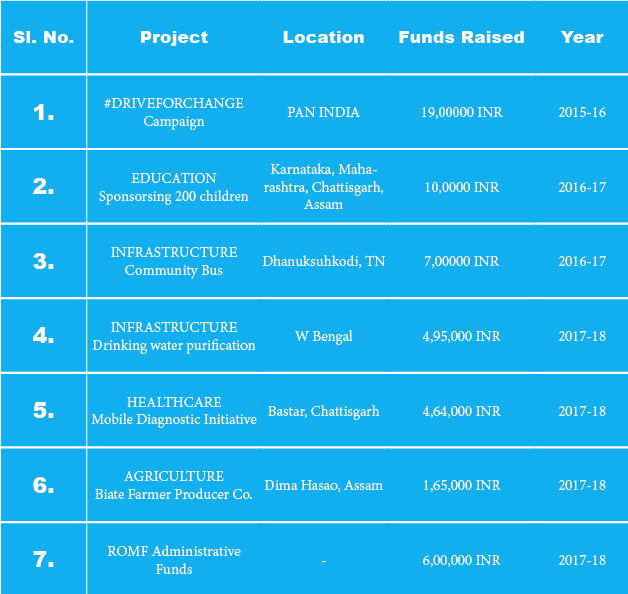 Sl. No. Project Location Funds Raised Year
1. #DRIVEFORCHANGE Campaign PAN INDIA 19,00000 INR 2015-16
2. EDUCATION Sponsorsing 200 children Karnataka, Maha-rashtra, Chattisgarh, Assam 10,0000 INR 2016-17
3. INFRASTRUCTURE Community Bus Dhanuksuhkodi, TN 7,00000 INR 2016-17
4. INFRASTRUCTURE Drinking water purification W Bengal 4,95,000 INR 2017-18
5. HEALTHCARE Mobile Diagnostic Initiative Bastar, Chattisgarh 4,64,000 INR 2017-18
6. AGRICULTURE Biate Farmer Producer Co. Dima Hasao, Assam 1,65,000 INR 2017-18
7. ROMF Administrative Funds - 6,00,000 INR 2017-18